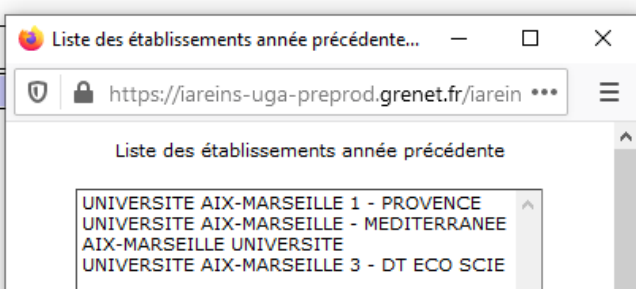 Liste des établissements année précédente...
https://iareins-uga-preprod.grenet.fr/iarein
Liste des établissements année précédente
UNIVERSITE AIX-MARSEILLE 1 - PROVENCE
UNIVERSITE AIX-MARSEILLE - MEDITERRANEE
AIX-MARSEILLE UNIVERSITE
UNIVERSITE AIX-MARSEILLE 3 - DT ECO SCIE